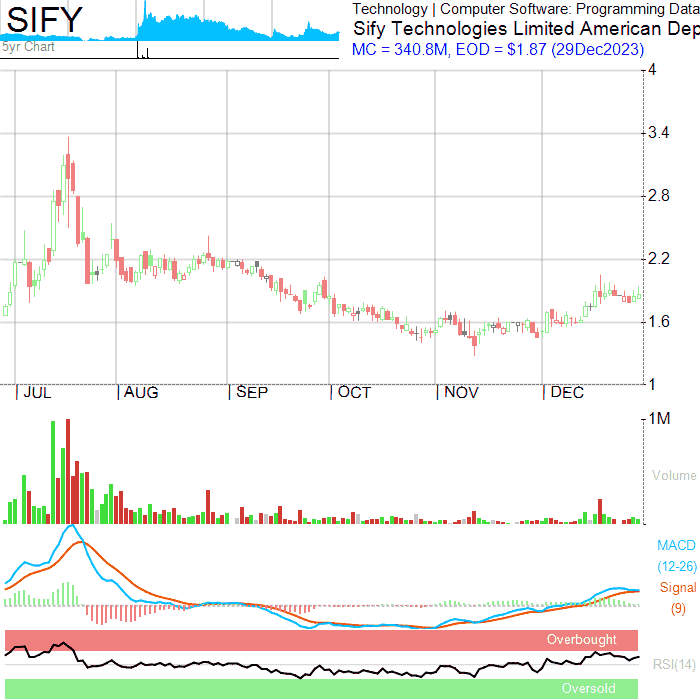 SIFY
5yr Chart
Technology | Computer Software: Programming Data
Sify Technologies Limited American Dep
MC = 340.8M, EOD = $1.87 (29Dec2023)
4
3.4
2.8
2.2
1.6
1
JUL AUG SEP OCT NOV DEC
1M
Volume
MACD
(12-26)
Signal
(9)
Overbought
RSI(14)
Oversold